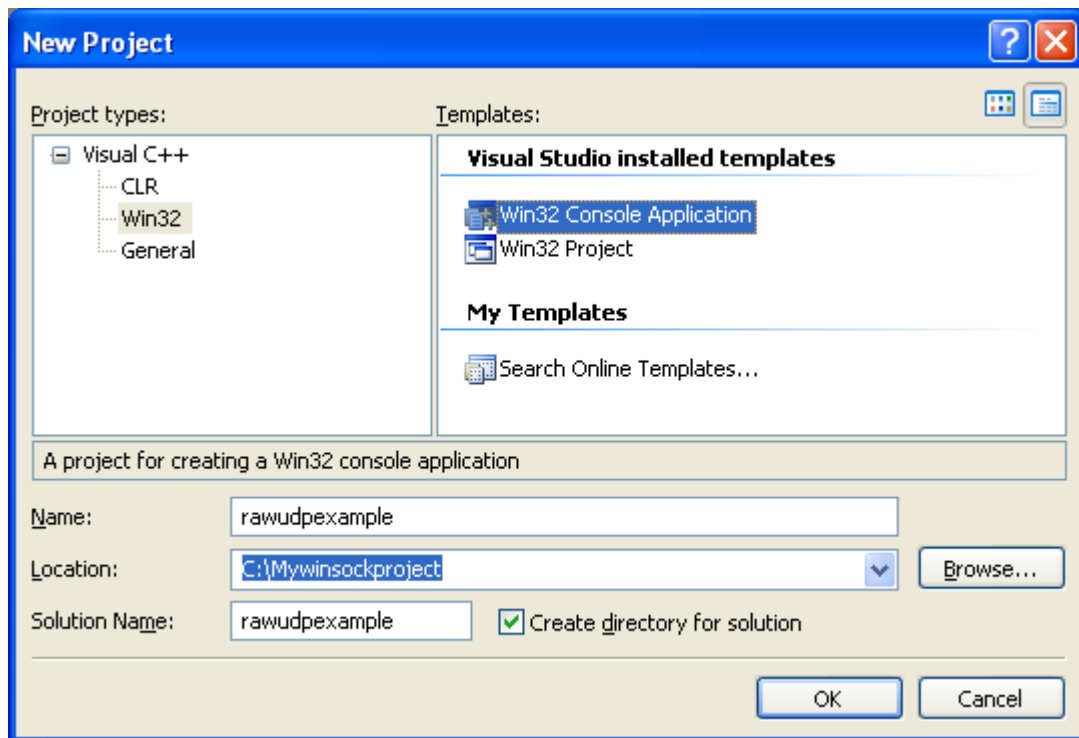 New Project
Project types:
Templates:
Visual C++
CLR
Win32
General
Visual Studio installed templates
Win32 Console Application
Win32 Project
My Templates
Search Online Templates...
A project for creating a Win32 console application
Name:
rawudpexample
Location:
C:\Mywinsockproject
Browse...
Solution Name:
rawudpexample
Create directory for solution
OK
Cancel